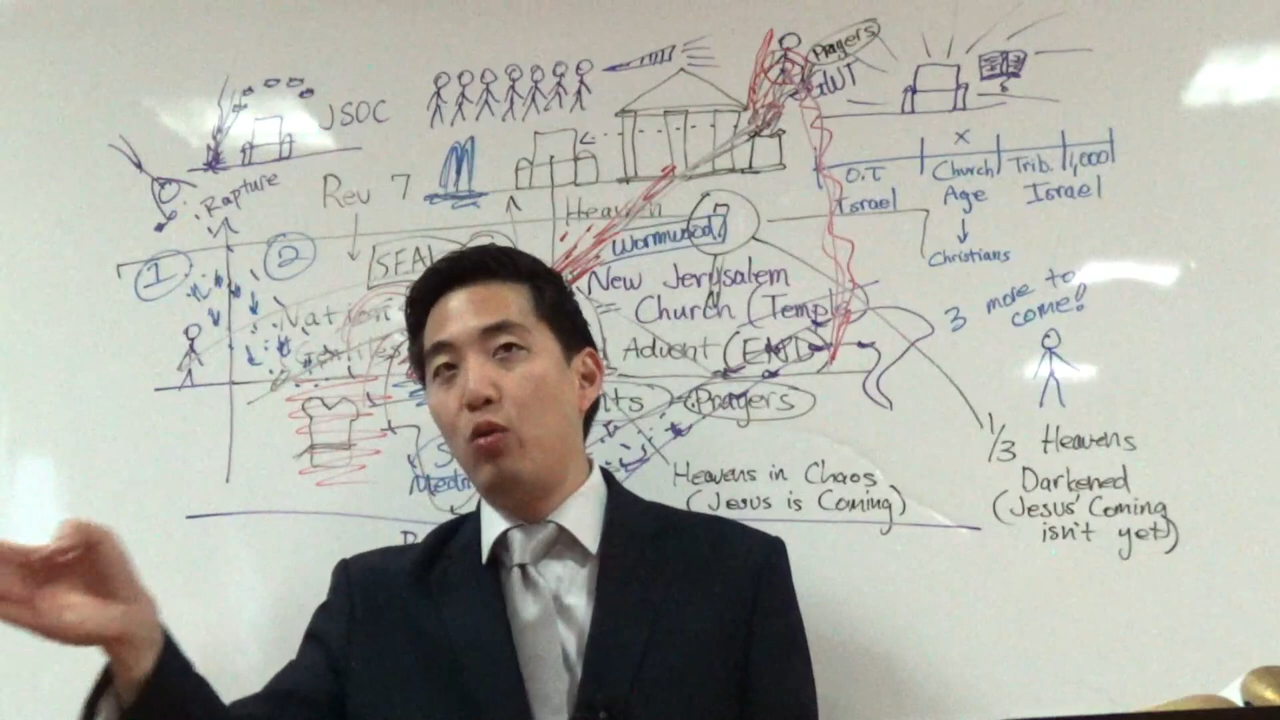 Prayers
GWT
JSOC
Rapture
Rev 7
X
O.T
Israel
Church
Age
Trib.
1,000
Israel
Christians
Heaven
Wormwood
1
2
SEAL
New Jerusalem
= Church (Temple
Advent (END)
Prayers
3 more to
come!
Heavens in Chaos
(Jesus is Coming)
1/3 Heavens
Darkened
(Jesus' Coming
isn't yet)